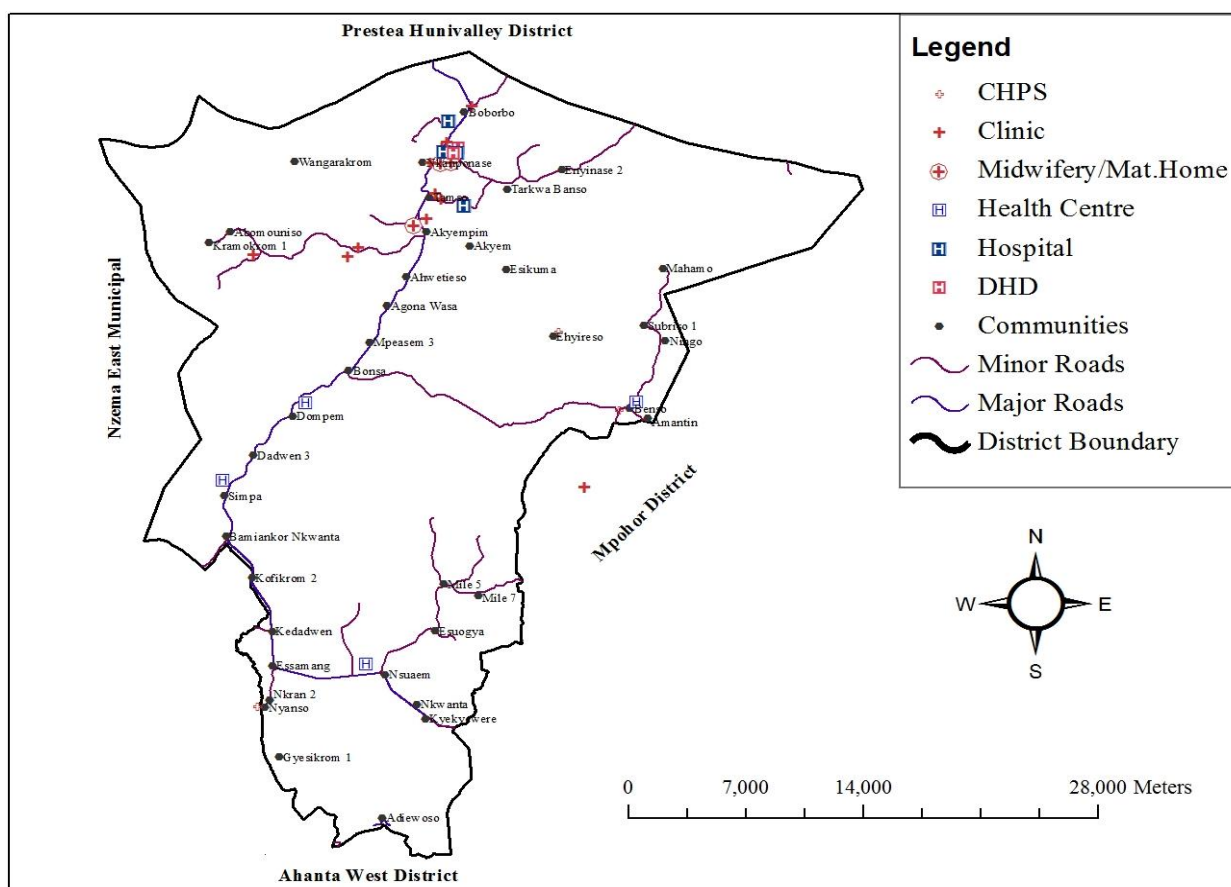 Prestea Hunivalley District
Legend
CHPS
Clinic
Midwifery/Mat.Home
Health Centre
Hospital
DHD
Communities
Minor Roads
Major Roads
District Boundary
Boborbo
Wangarakrom
Enyinase 2
Tarkwa Banso
Abomouniso
Kramokrom 1
Akyempim
Akyem
Esikuma
Mahamo
Ahwetieso
Agona Wasa
Subriso 1
Ehyireso
Ningo
Mpeasem 3
Bonsa
Nzema East Municipal
Benso
Dompem
Amantin
Dadwen 3
Simpa
Mpohor District
Bamiankor Nkwanta
Kofikrom 2
Mile 5
Mile 7
Kedadwen
Esuogya
Essamang
Nsuaem
Nkran 2
Nyanso
Nkwanta
Kyekyewere
Gyesikrom 1
Adiewoso
Ahanta West District
N
W E
S
0 7,000 14,000 28,000 Meters